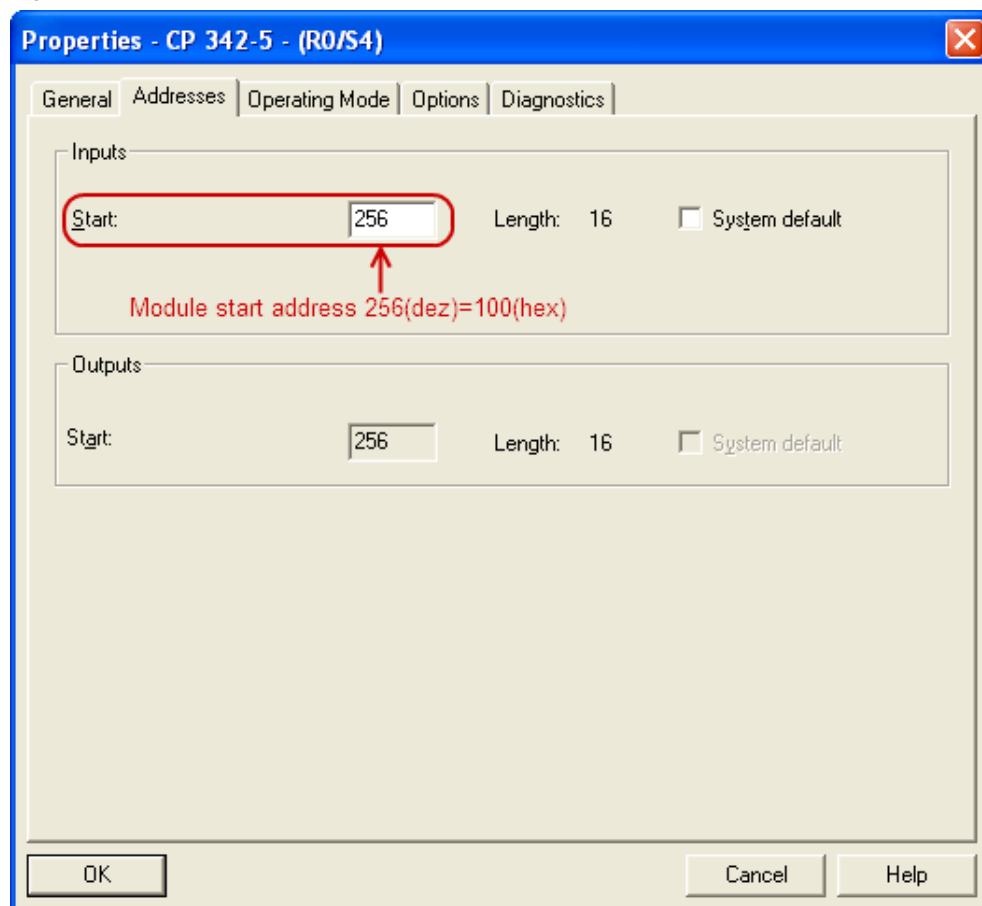 Properties - CP 342-5 - (R0/S4)
General Addresses Operating Mode Options Diagnostics
Inputs
Start: 256 Length: 16 System default
Module start address 256(dez)=100(hex)
Outputs
Start: 256 Length: 16 System default
OK Cancel Help